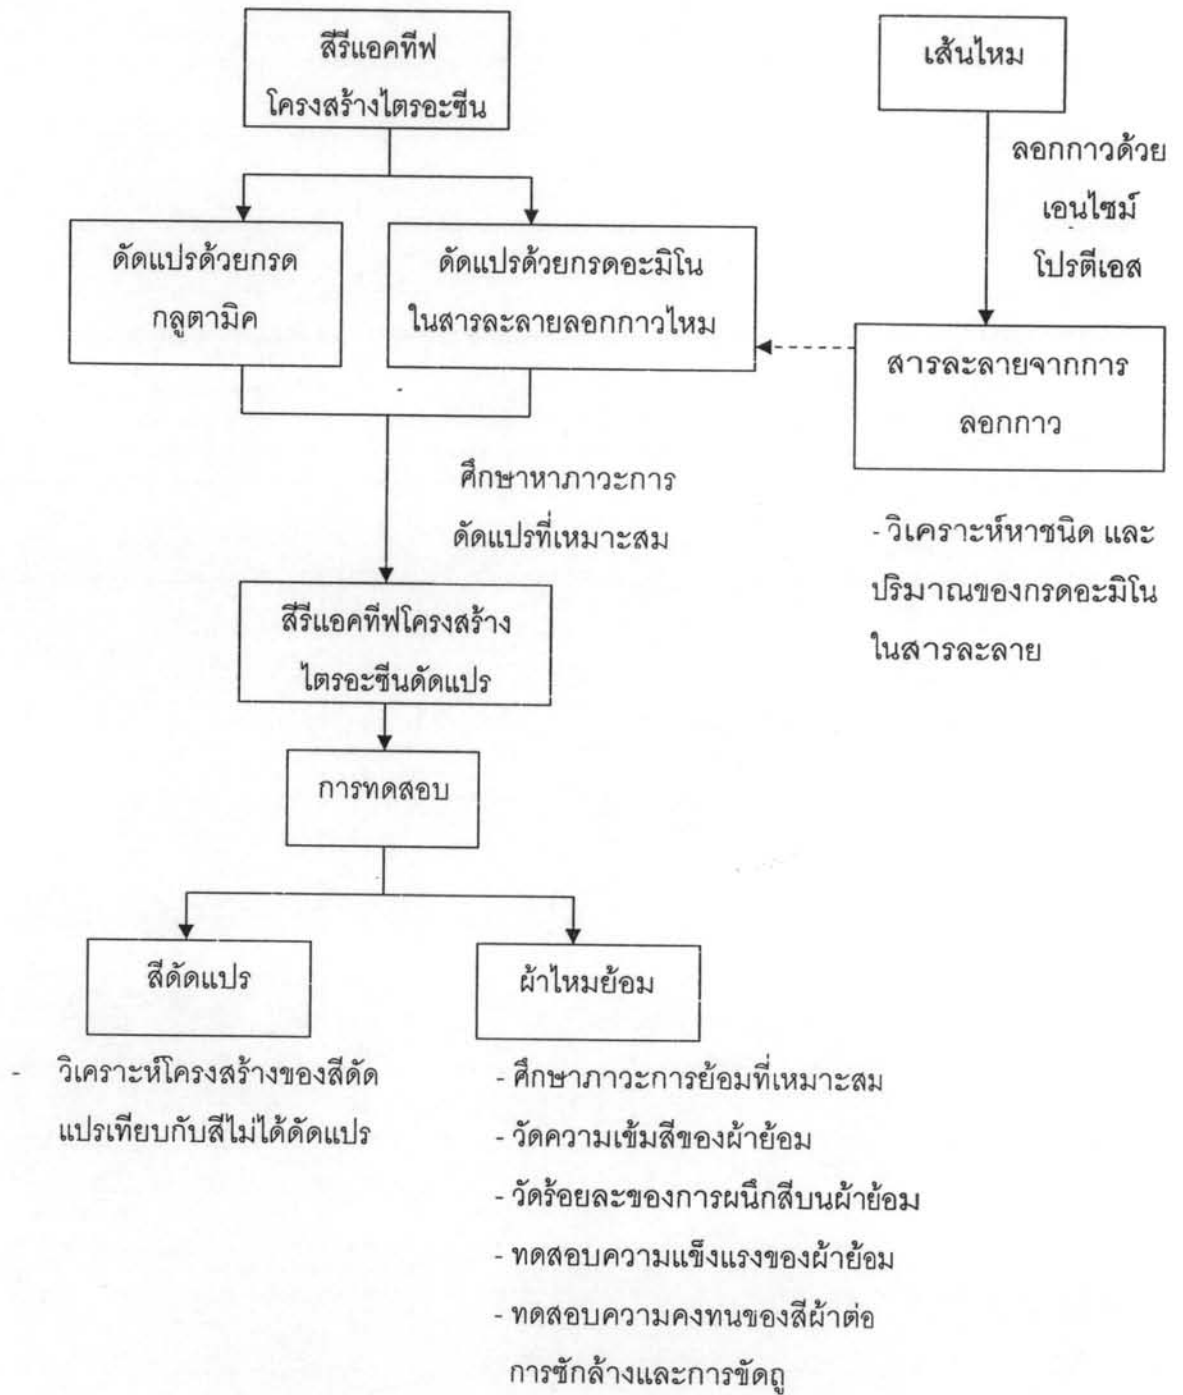 สีรีแอคทีฟ
โครงสร้างไตรอะซีน
เส้นไหม
ลอกกาวด้วย
เอนไซม์
โปรตีเอส
ดัดแปรด้วยกรด
กลูตามิค
ดัดแปรด้วยกรดอะมิโน
ในสารละลายลอกกาวไหม
สารละลายจากการ
ลอกกาว
ศึกษาหาภาวะการ
ดัดแปรที่เหมาะสม
- วิเคราะห์หาชนิด และ
ปริมาณของกรดอะมิโน
ในสารละลาย
สีรีแอคทีฟโครงสร้าง
ไตรอะซีนดัดแปร
การทดสอบ
สีดัดแปร
ผ้าไหมย้อม
- วิเคราะห์โครงสร้างของสีดัด
แปรเทียบกับสีไม่ได้ดัดแปร
- ศึกษาภาวะการย้อมที่เหมาะสม
- วัดความเข้มสีของผ้าย้อม
- วัดร้อยละของการผนึกสีบนผ้าย้อม
- ทดสอบความแข็งแรงของผ้าย้อม
- ทดสอบความคงทนของสีผ้าต่อ
การซักล้างและการขัดถู